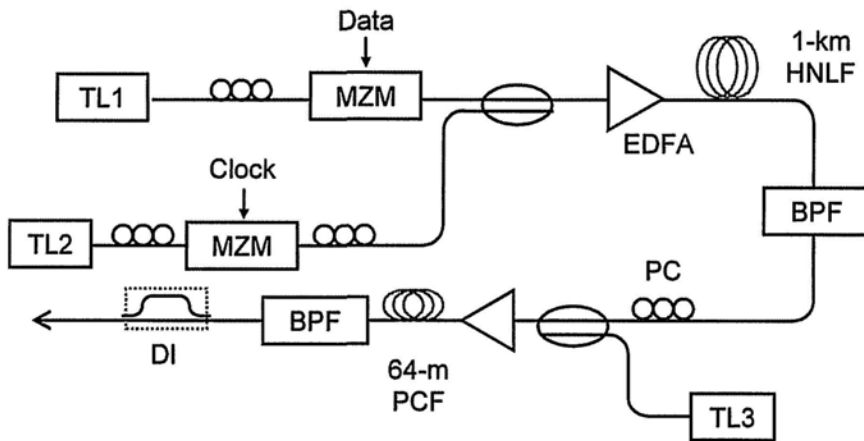 Data
1-km
HNLF
TL1
MZM
EDFA
Clock
BPF
TL2
MZM
PC
BPF
DI
64-m
PCF
TL3